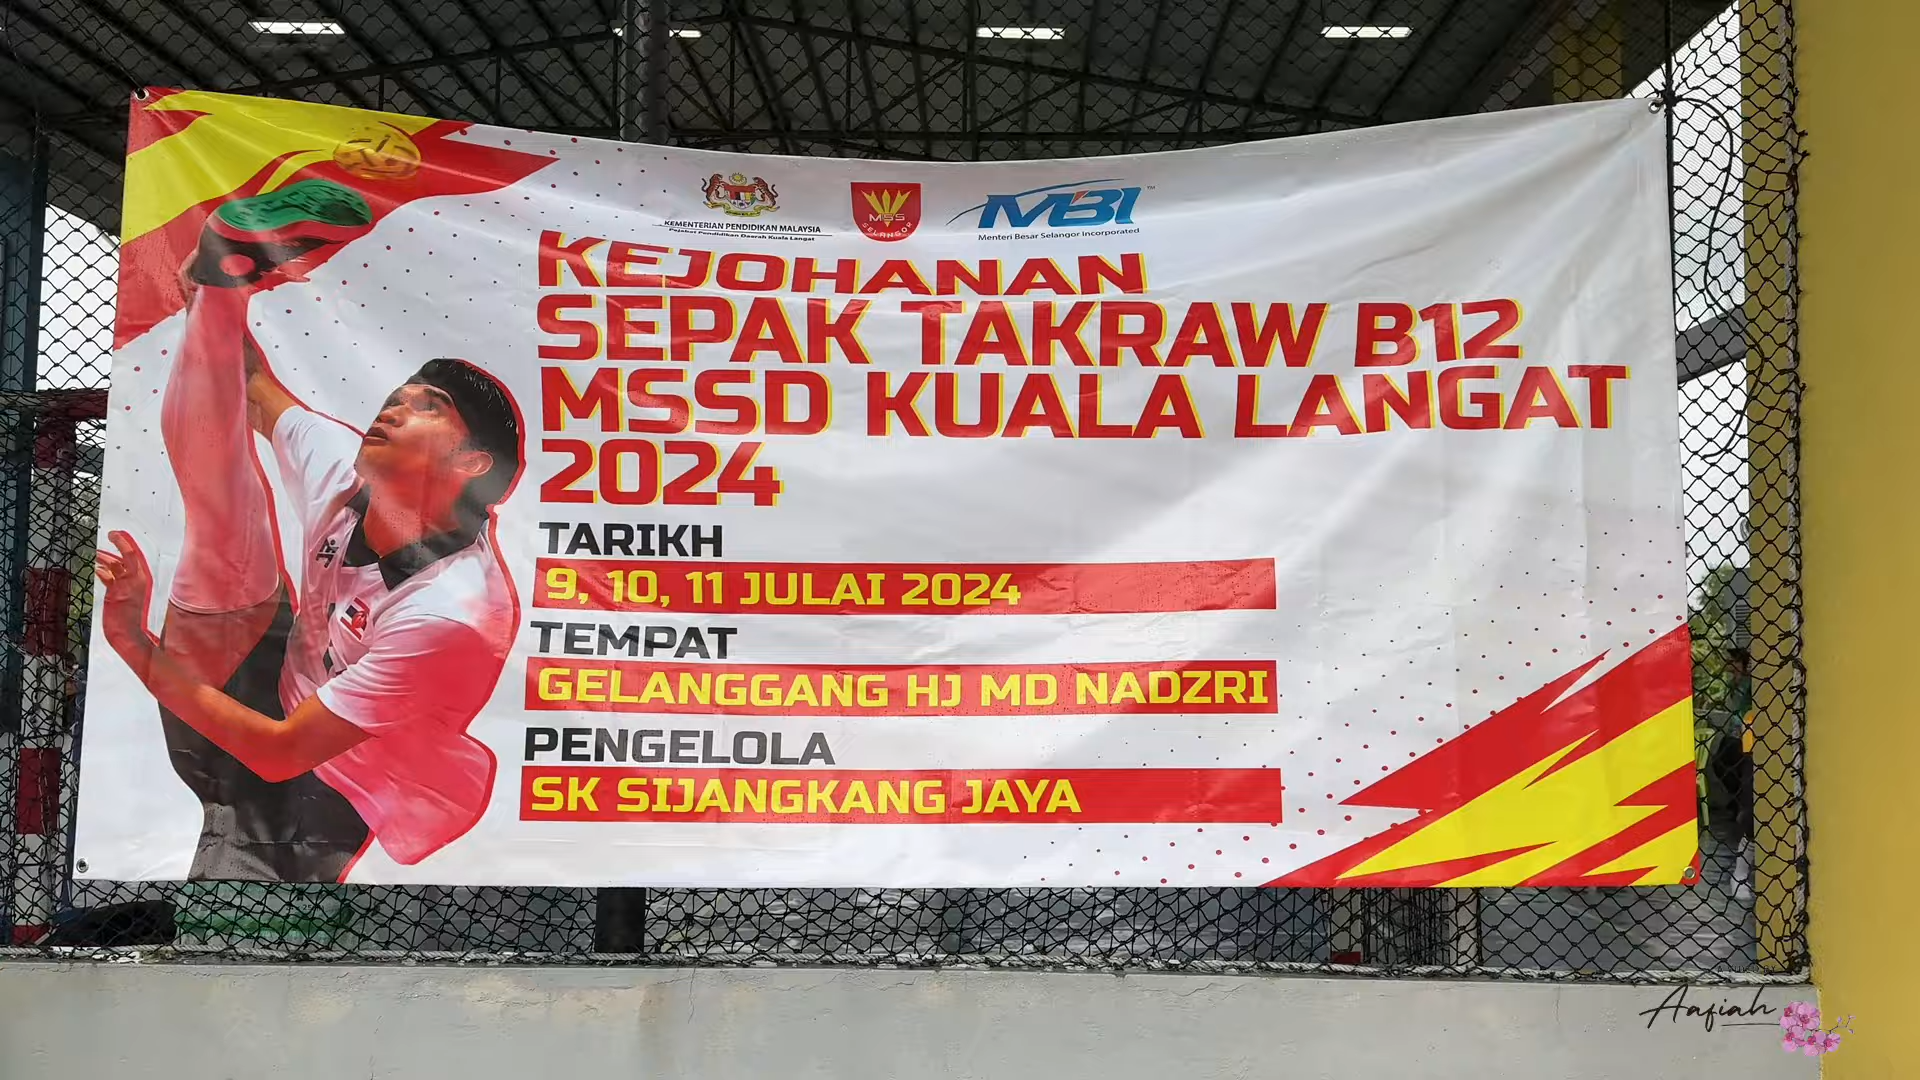 KEMENTERIAN PENDIDIKAN MALAYSIA
Pejabat Pendidikan Daerah Kuala Langat
MSS
SELANGOR
MBI™
Menteri Besar Selangor Incorporated
KEJOHANAN
SEPAK TAKRAW B12
MSSD KUALA LANGAT
2024
TARIKH
9, 10, 11 JULAI 2024
TEMPAT
GELANGGANG HJ MD NADZRI
PENGELOLA
SK SIJANGKANG JAYA
Aafiah